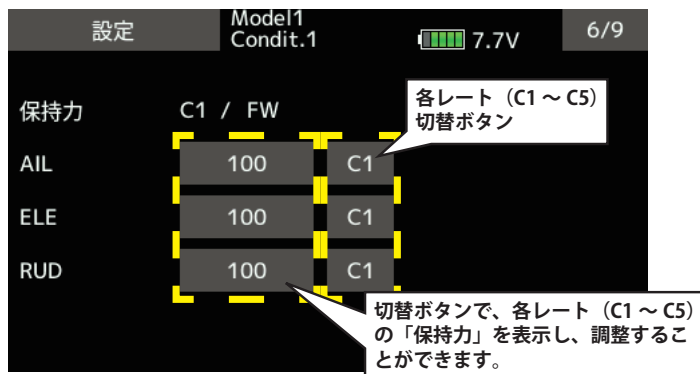 設定
Model1
Condit.1
7.7V
6/9
保持力
C1 / FW
各レート(C1 ~ C5)
切替ボタン
AIL
100
C1
ELE
100
C1
RUD
100
C1
切替ボタンで、各レート(C1 ~ C5)
の「保持力」を表示し、調整するこ
とができます。